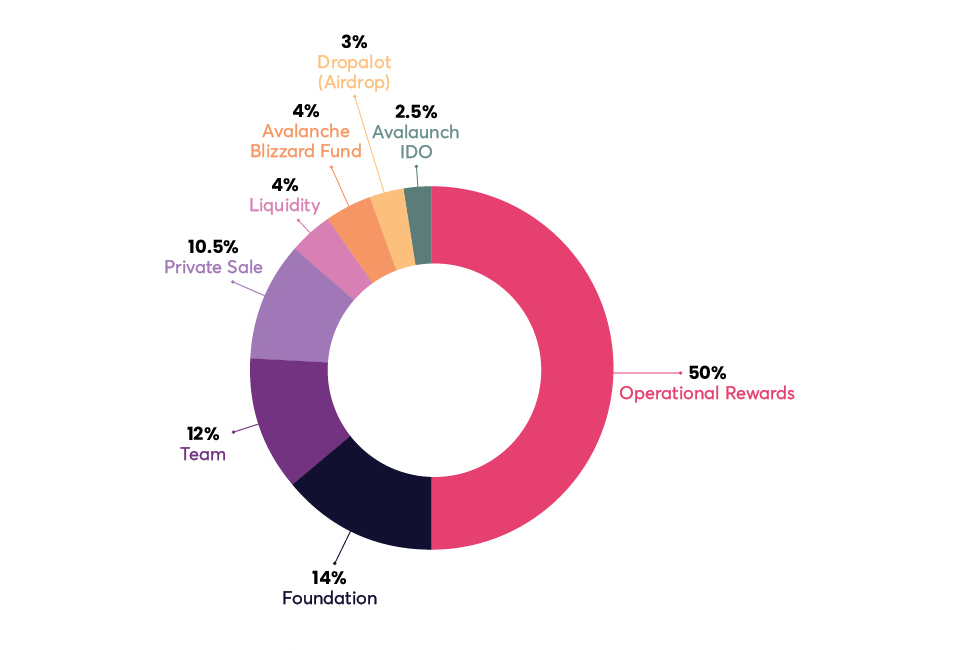 3%
Dropalot
(Airdrop)
4%
Avalanche
Blizzard Fund
2.5%
Avalaunch
IDO
4%
Liquidity
10.5%
Private Sale
50%
Operational Rewards
12%
Team
14%
Foundation